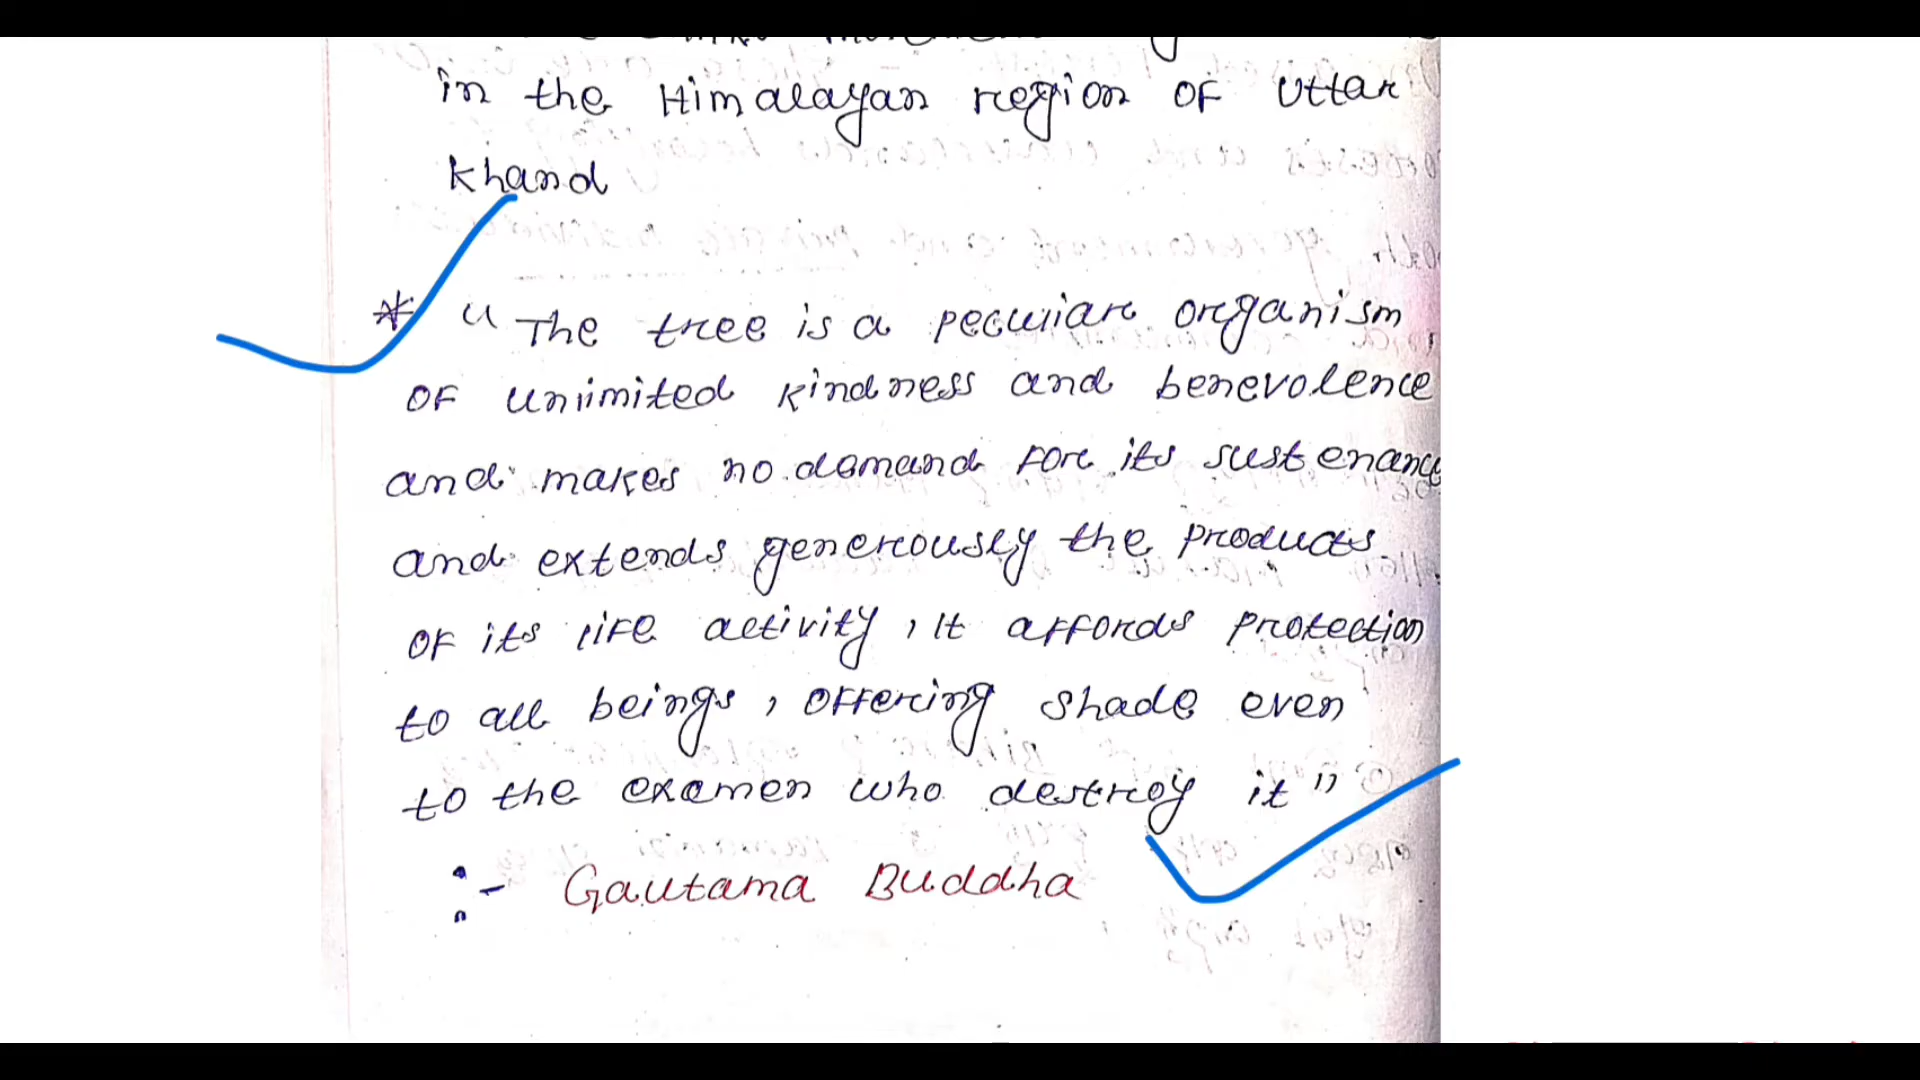 in the Himalayan region of Uttar
khand
* " The tree is a peculiar organism
of unlimited kindness and benevolence
and makes no demand for its sustenance
and extends generously the products
of its life activity, It affords protection
to all beings, offering shade even
to the examen who destroy it"
:- Gautama Buddha